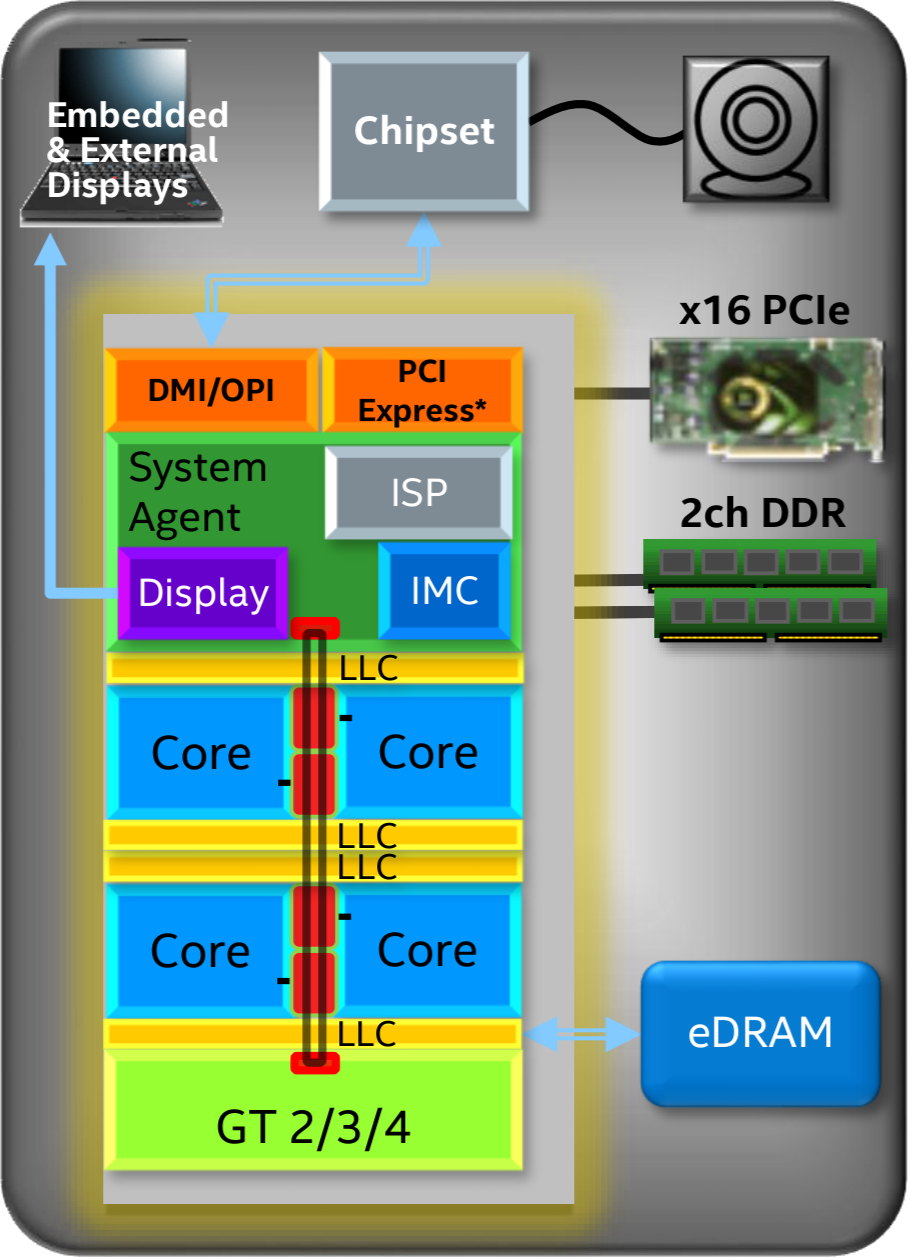 Embedded
& External
Displays
Chipset
x16 PCIe
DMI/OPI
PCI
Express*
System
Agent
ISP
2ch DDR
Display
IMC
LLC
Core
Core
LLC
LLC
Core
Core
LLC
eDRAM
GT 2/3/4